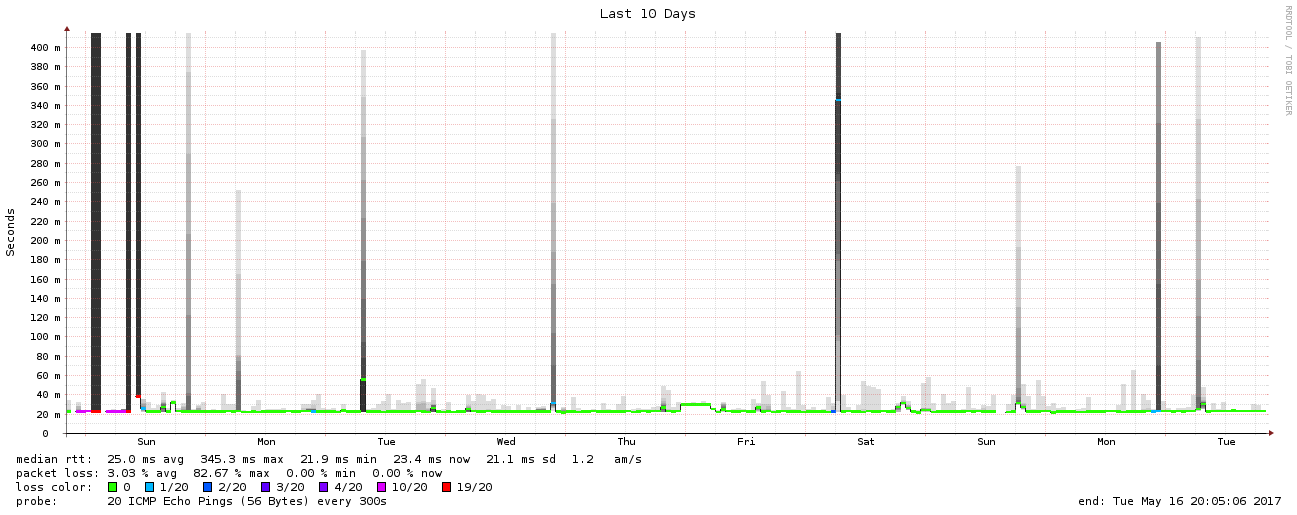 Last 10 Days
RRDTOOL / TOBI OETIKER
Seconds
400 m
380 m
360 m
340 m
320 m
300 m
280 m
260 m
240 m
220 m
200 m
180 m
160 m
140 m
120 m
100 m
80 m
60 m
40 m
20 m
0
Sun Mon Tue Wed Thu Fri Sat Sun Mon Tue
median rtt: 25.0 ms avg 345.3 ms max 21.9 ms min 23.4 ms now 21.1 ms sd 1.2 am/s
packet loss: 3.03 % avg 82.67 % max 0.00 % min 0.00 % now
loss color: 0 1/20 2/20 3/20 4/20 10/20 19/20
probe: 20 ICMP Echo Pings (56 Bytes) every 300s end: Tue May 16 20:05:06 2017